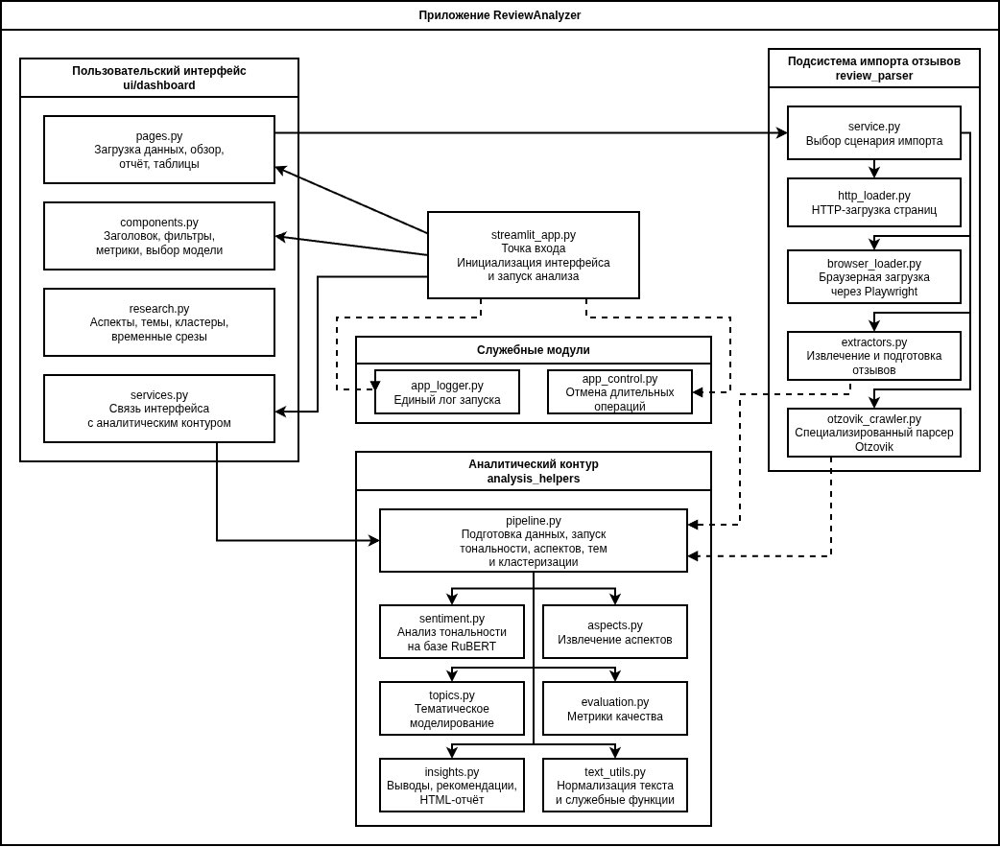 Приложение ReviewAnalyzer
Пользовательский интерфейс
ui/dashboard
pages.py
Загрузка данных, обзор,
отчёт, таблицы
components.py
Заголовок, фильтры,
метрики, выбор модели
research.py
Аспекты, темы, кластеры,
временные срезы
services.py
Связь интерфейса
с аналитическим контуром
streamlit_app.py
Точка входа
Инициализация интерфейса
и запуск анализа
Служебные модули
app_logger.py
Единый лог запуска
app_control.py
Отмена длительных
операций
Подсистема импорта отзывов
review_parser
service.py
Выбор сценария импорта
http_loader.py
HTTP-загрузка страниц
browser_loader.py
Браузерная загрузка
через Playwright
extractors.py
Извлечение и подготовка
отзывов
otzovik_crawler.py
Специализированный парсер
Otzovik
Аналитический контур
analysis_helpers
pipeline.py
Подготовка данных, запуск
тональности, аспектов, тем
и кластеризации
sentiment.py
Анализ тональности
на базе RuBERT
aspects.py
Извлечение аспектов
topics.py
Тематическое
моделирование
evaluation.py
Метрики качества
insights.py
Выводы, рекомендации,
HTML-отчёт
text_utils.py
Нормализация текста
и служебные функции